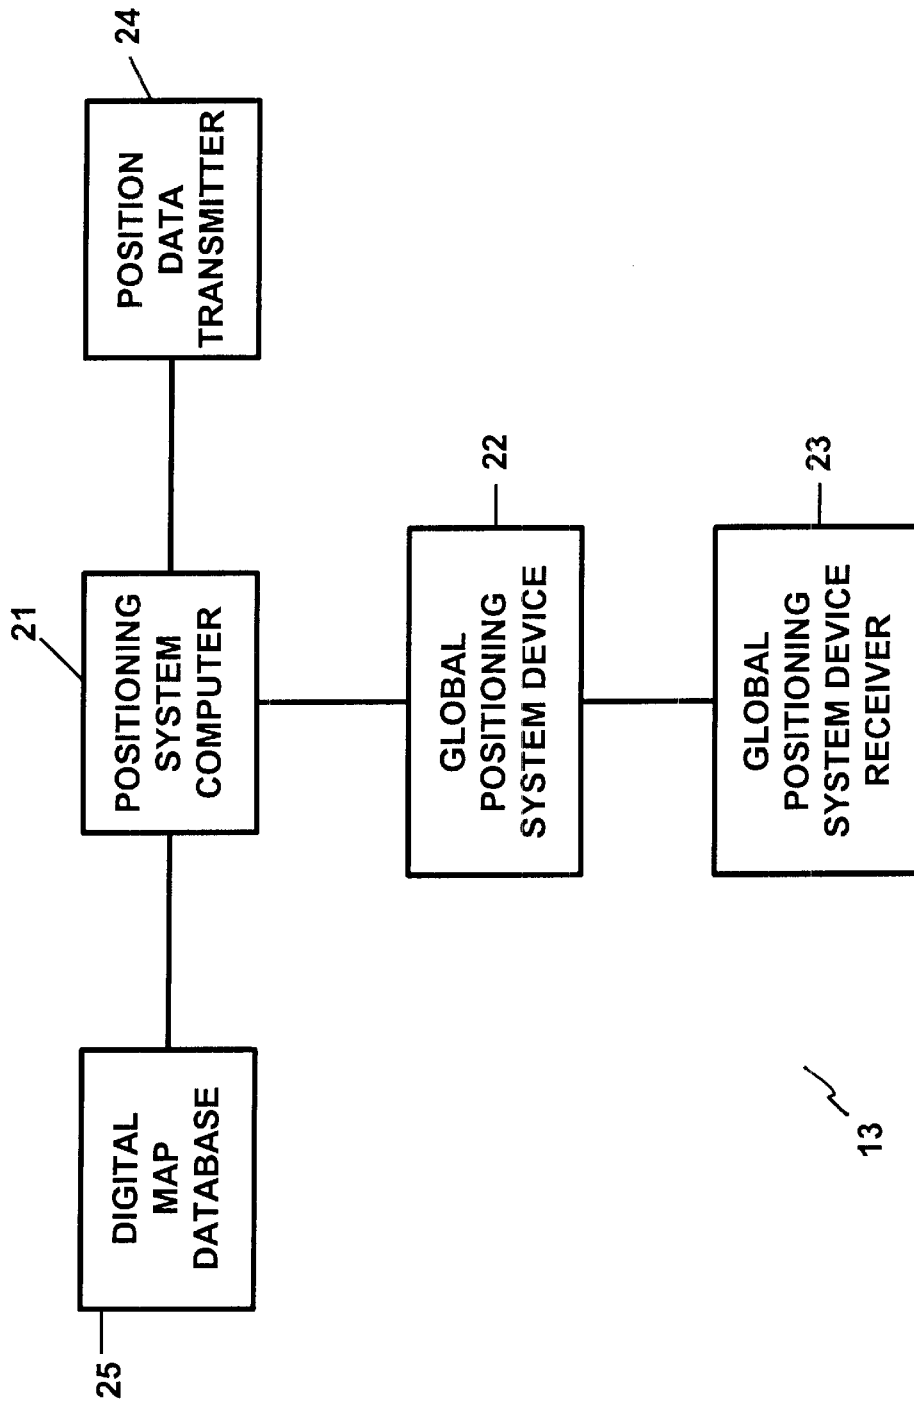 21
25
DIGITAL
MAP
DATABASE
POSITIONING
SYSTEM
COMPUTER
24
POSITION
DATA
TRANSMITTER
22
GLOBAL
POSITIONING
SYSTEM DEVICE
23
GLOBAL
POSITIONING
SYSTEM DEVICE
RECEIVER
13